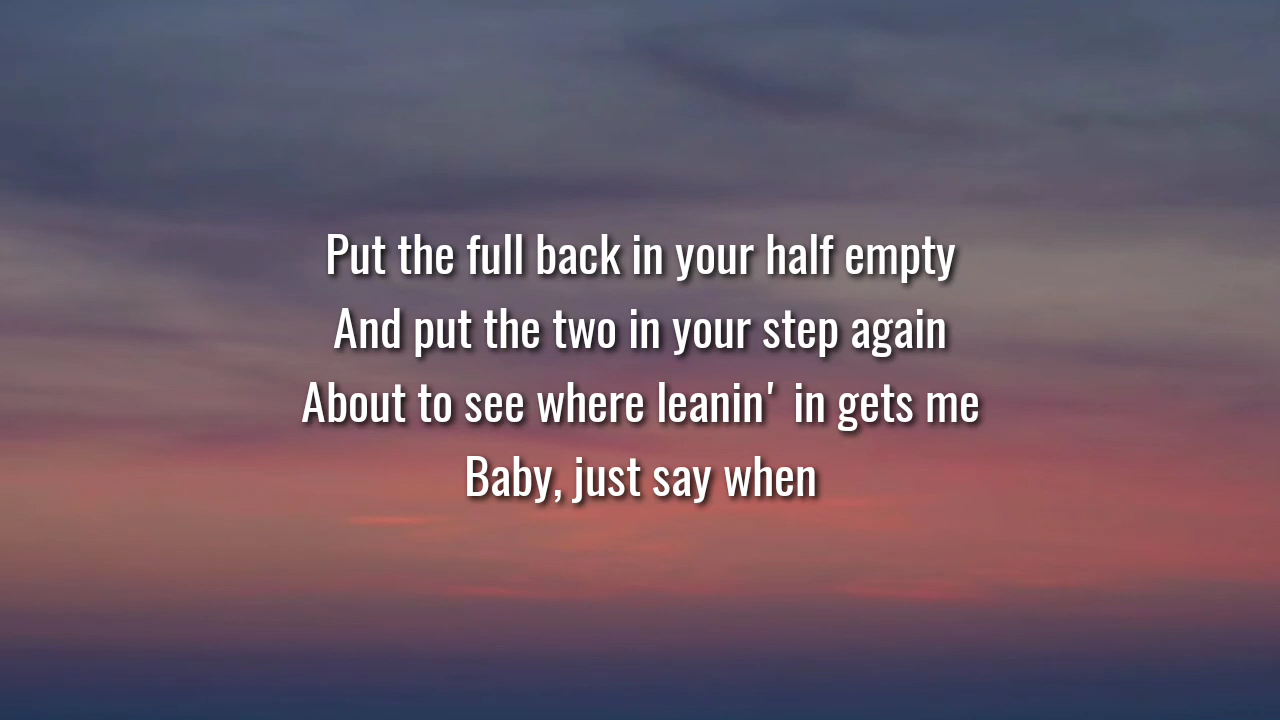 Put the full back in your half empty
And put the two in your step again
About to see where leanin' in gets me
Baby, just say when